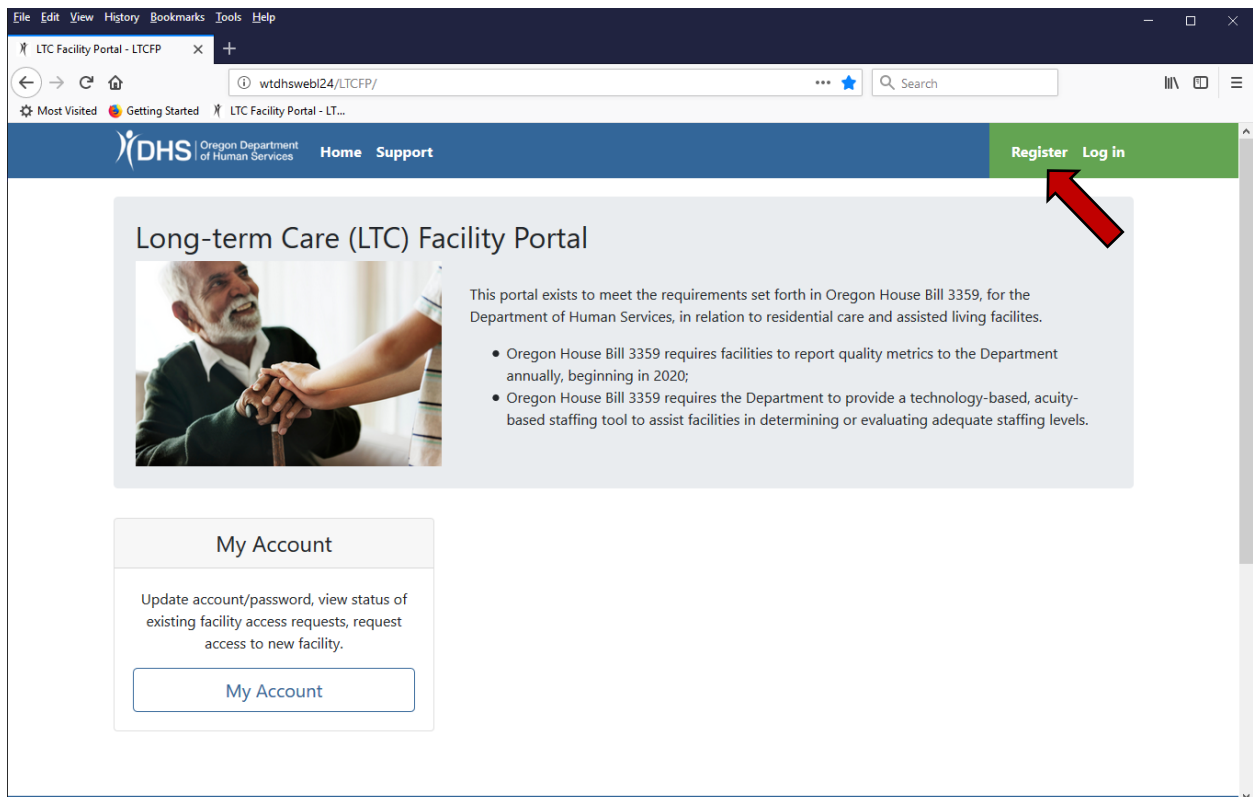 File Edit View History Bookmarks Tools Help
LTC Facility Portal - LTCFP
wtdhswebl24/LTCFP/
Search
Most Visited Getting Started LTC Facility Portal - LT...
DHS Oregon Department
of Human Services
Home Support
Register Log in
Long-term Care (LTC) Facility Portal
This portal exists to meet the requirements set forth in Oregon House Bill 3359, for the
Department of Human Services, in relation to residential care and assisted living facilites.
• Oregon House Bill 3359 requires facilities to report quality metrics to the Department
annually, beginning in 2020;
• Oregon House Bill 3359 requires the Department to provide a technology-based, acuity-
based staffing tool to assist facilities in determining or evaluating adequate staffing levels.
My Account
Update account/password, view status of
existing facility access requests, request
access to new facility.
My Account